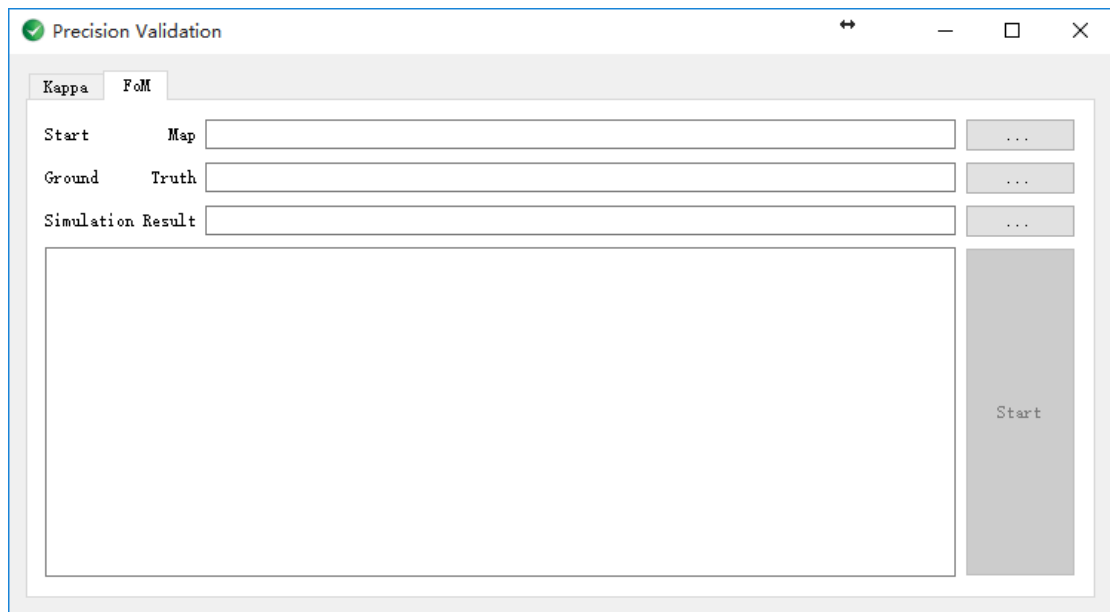 Precision Validation
Kappa FoM
Start Map ...
Ground Truth ...
Simulation Result ...
Start